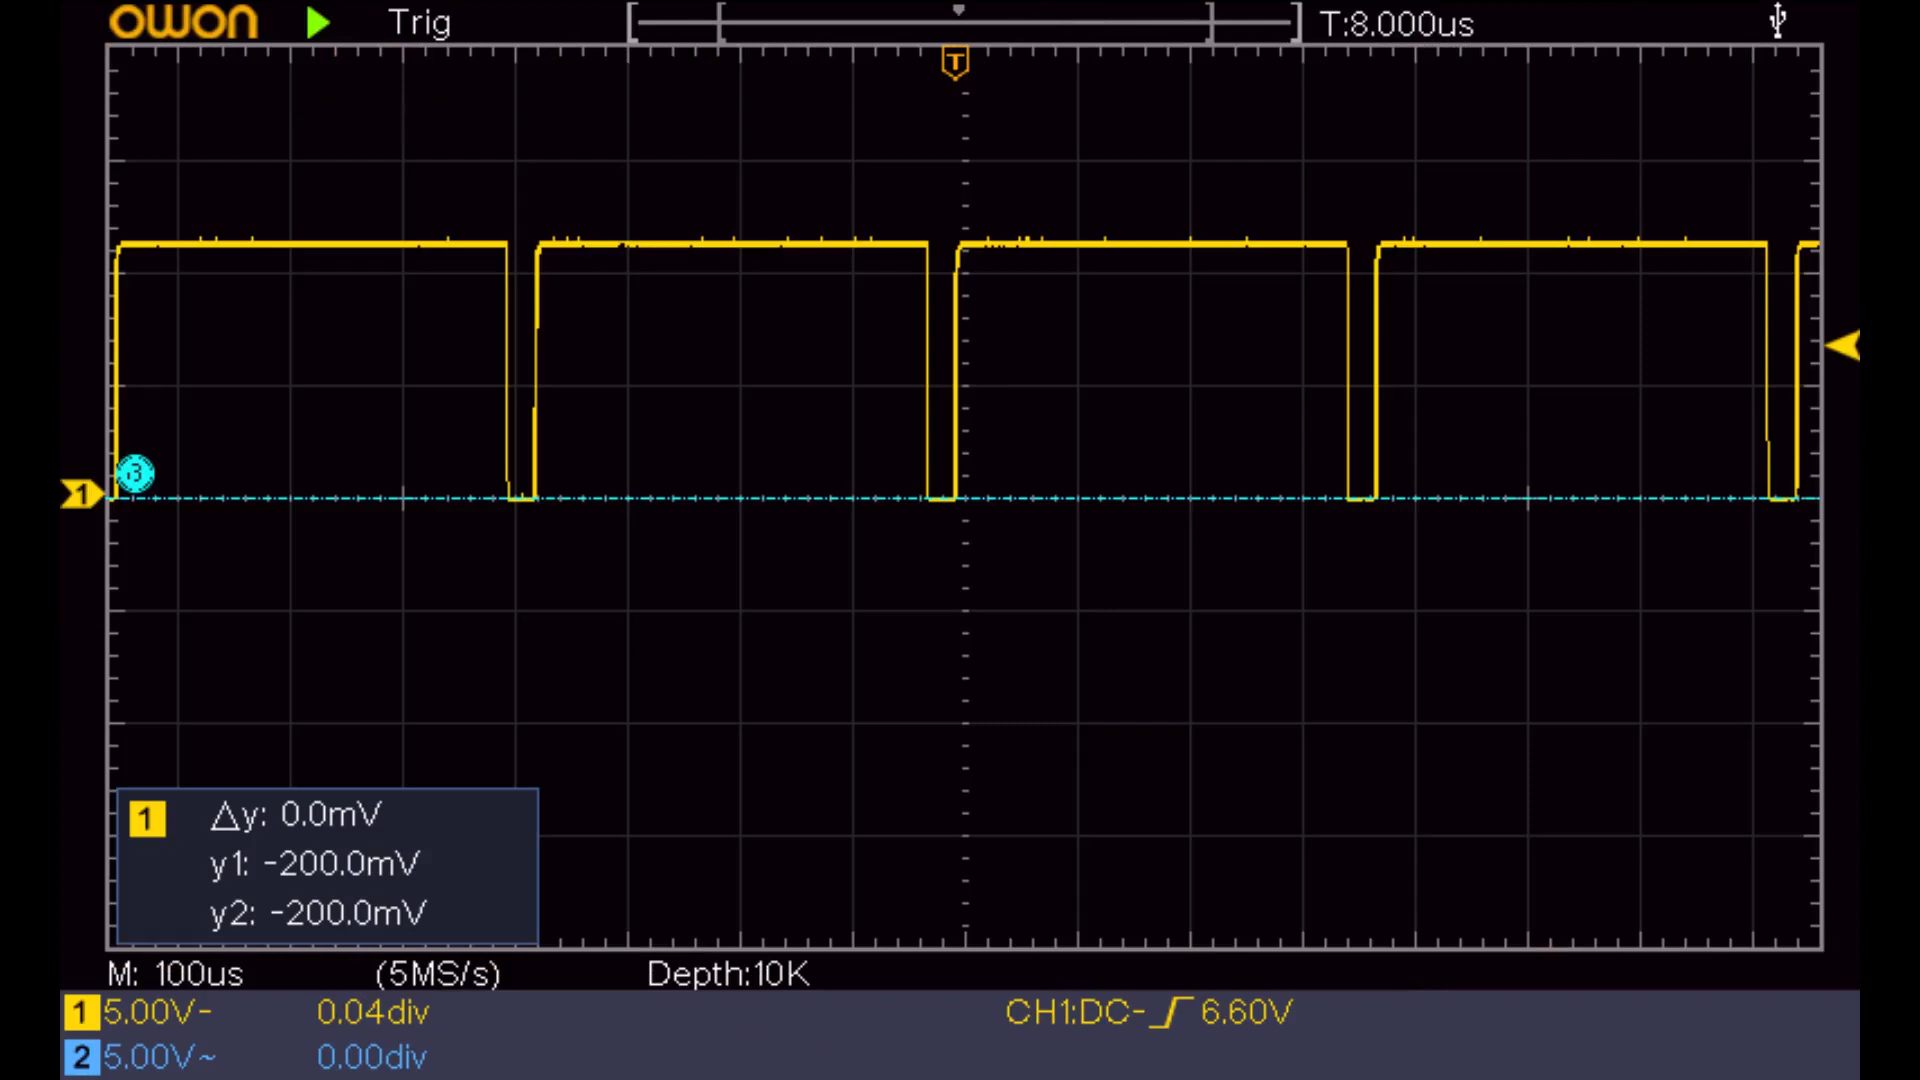 owon Trig T:8.000us
T
3
1
1 Δy: 0.0mV
y1: -200.0mV
y2: -200.0mV
M: 100us (5MS/s) Depth:10K
1 5.00V- 0.04div CH1:DC- 6.60V
2 5.00V~ 0.00div